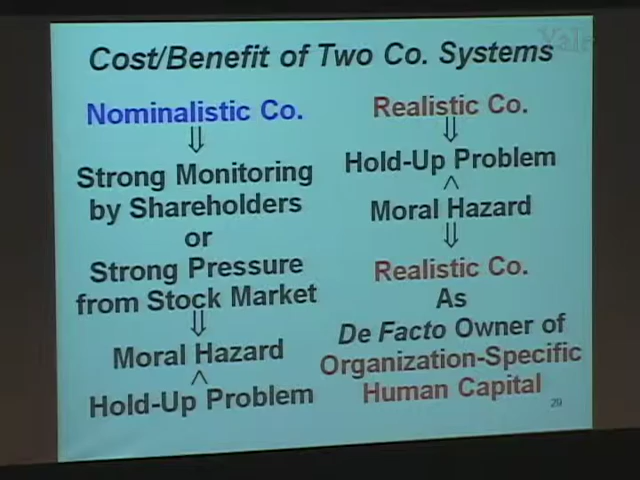 Yale
Cost/Benefit of Two Co. Systems
Nominalistic Co.
⇓
Strong Monitoring
by Shareholders
or
Strong Pressure
from Stock Market
⇓
Moral Hazard
^
Hold-Up Problem
Realistic Co.
⇓
Hold-Up Problem
^
Moral Hazard
⇓
Realistic Co.
As
De Facto Owner of
Organization-Specific
Human Capital
29